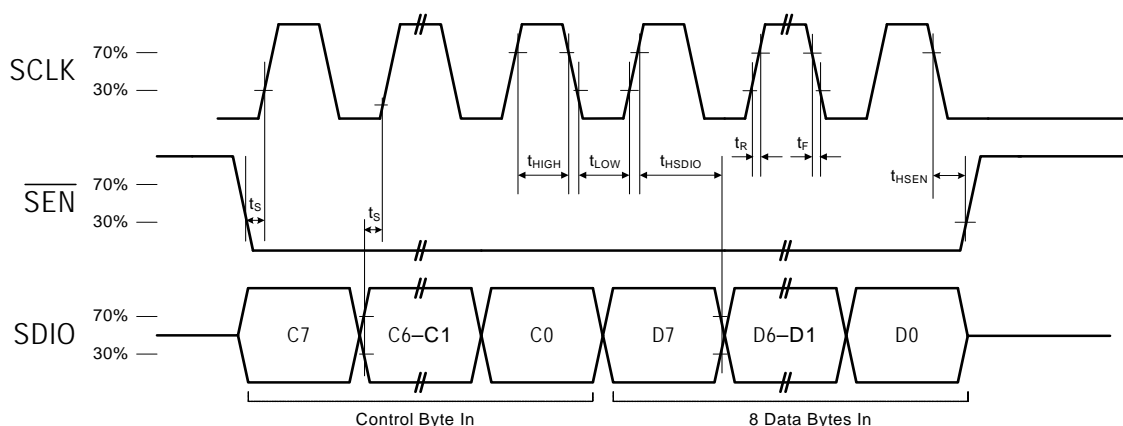 SCLK
70%
30%
tR
tF
tHIGH
tLOW
tHSDIO
tHSEN
SEN
70%
30%
tS
tS
SDIO
70%
30%
C7
C6–C1
C0
D7
D6–D1
D0
Control Byte In
8 Data Bytes In